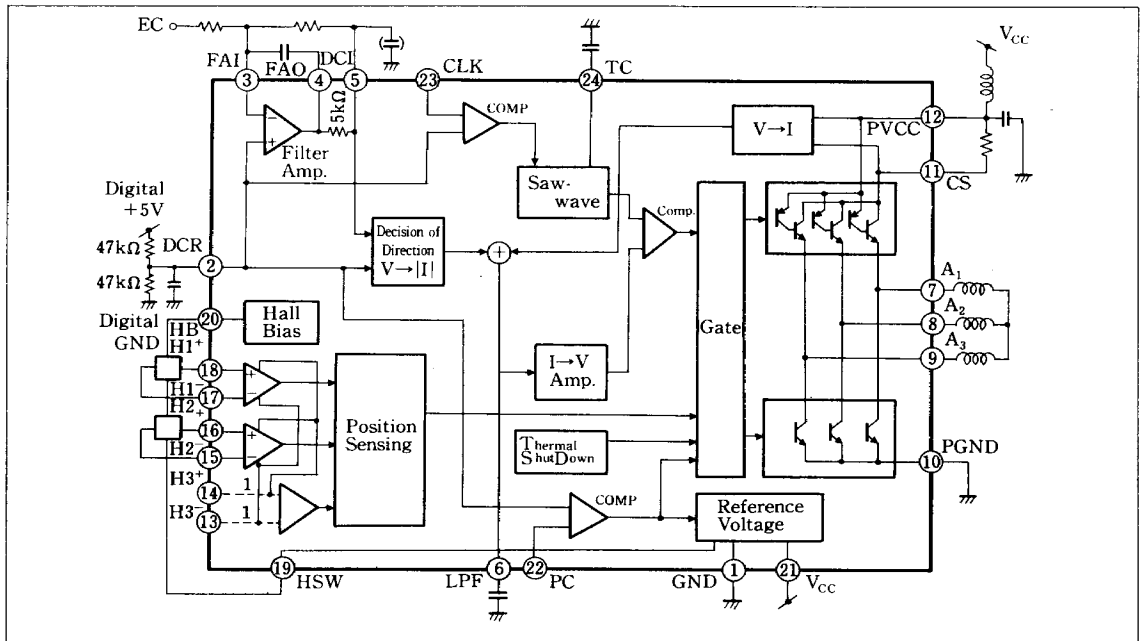 EC
FAI
FAO
DCI
CLK
TC
VCC
3
4
5
23
24
5kΩ
COMP
−
+
Filter
Amp.
V→I
PVCC
12
11
CS
Saw-
wave
Comp.
Digital
+5V
47kΩ
DCR
2
47kΩ
Digital
GND
Decision of
Direction
V→|I|
+
Gate
A1
7
A2
8
A3
9
HB
20
Hall
Bias
H1+
18
H1−
17
H2+
16
H2−
15
H3+
14
H3−
13
+
−
+
−
1
1
Position
Sensing
I→V
Amp.
Thermal
ShutDown
COMP
Reference
Voltage
PGND
10
19
HSW
LPF
6
22
PC
GND
1
21
VCC